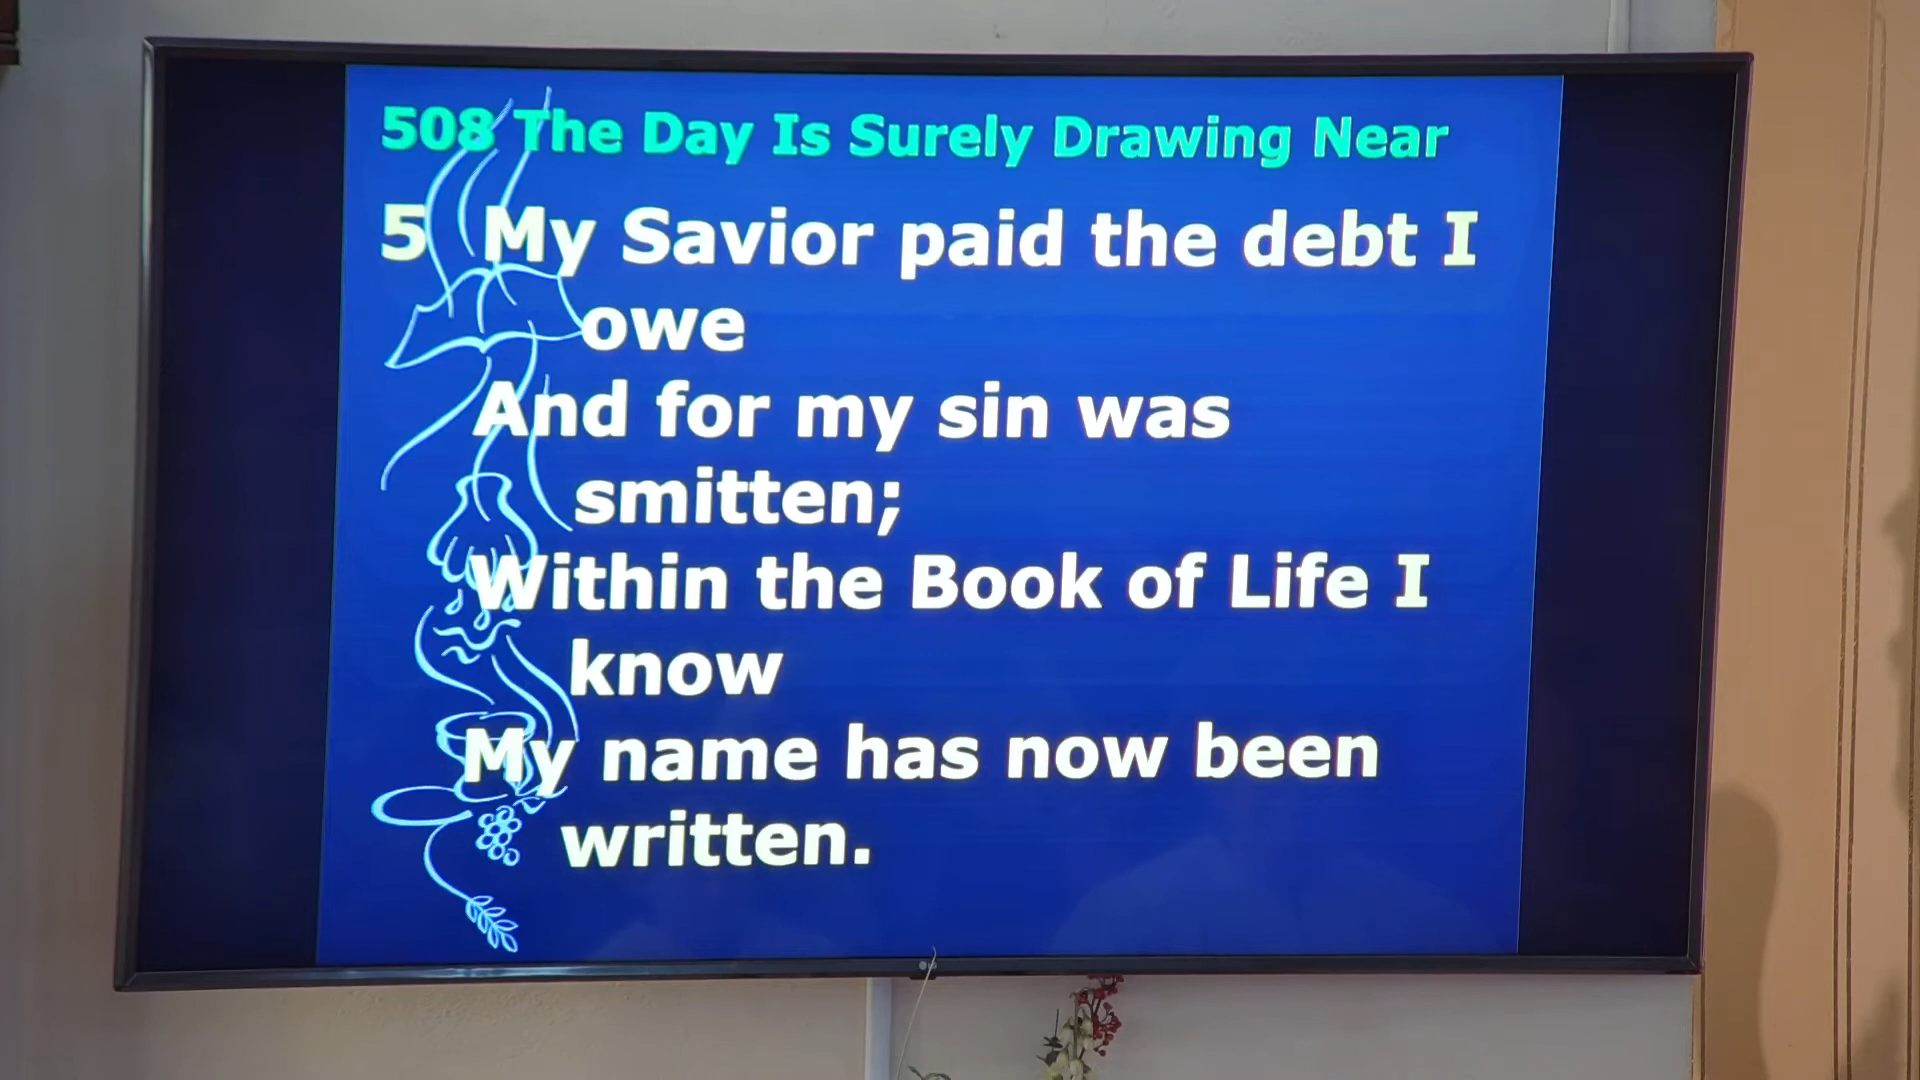 508 The Day Is Surely Drawing Near
5 My Savior paid the debt I
owe
And for my sin was
smitten;
Within the Book of Life I
know
My name has now been
written.